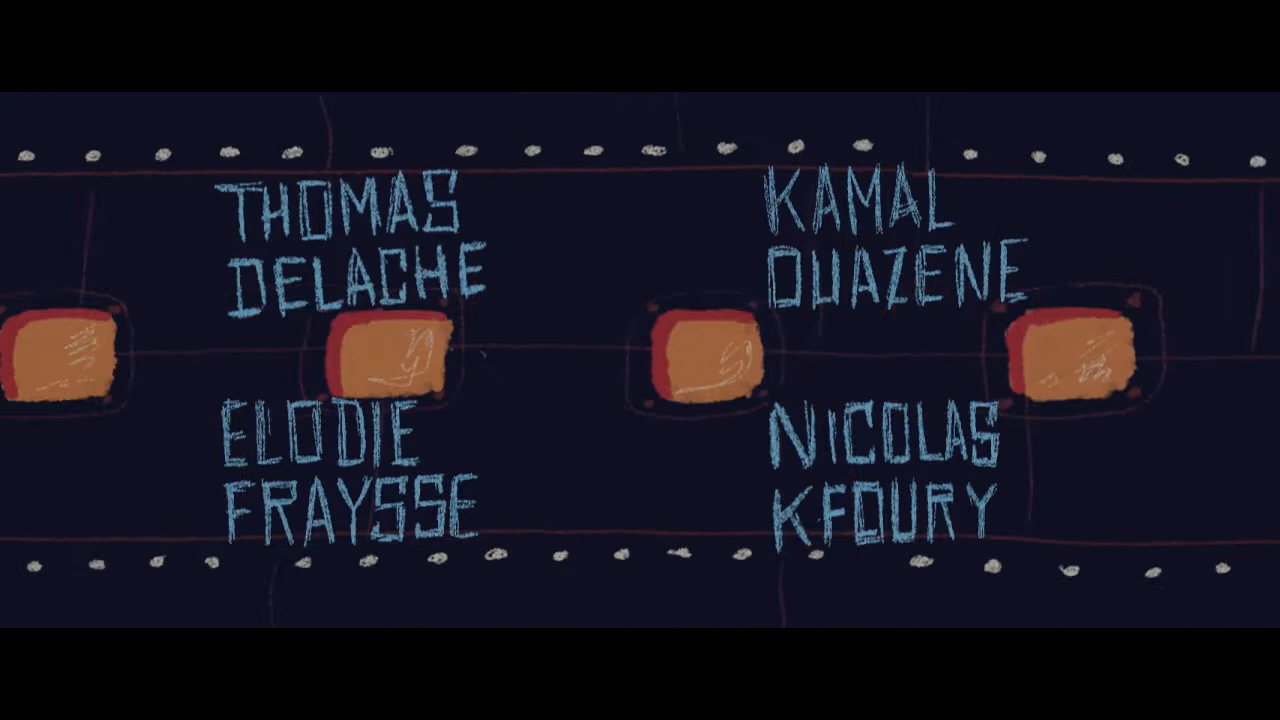 THOMAS
DELACHE
KAMAL
OUAZENE
ELODIE
FRAYSSE
NICOLAS
KFOURY